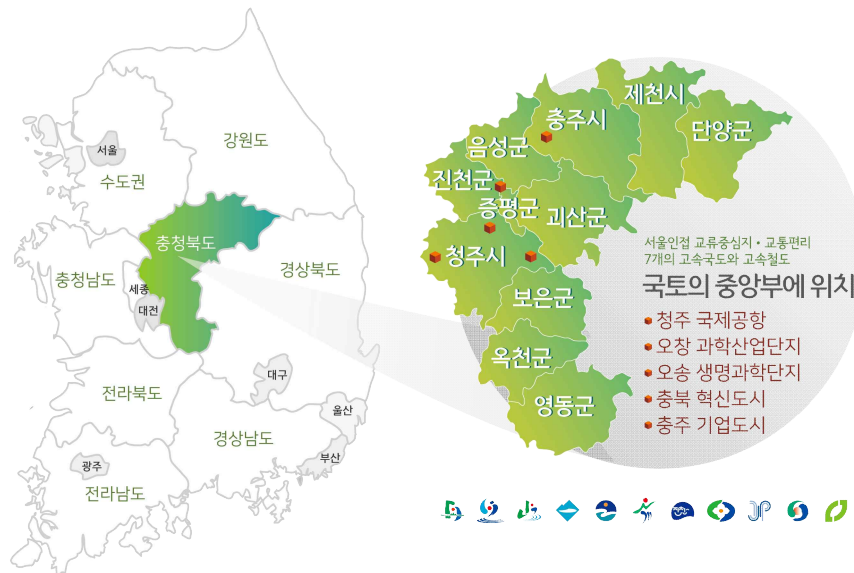 강원도
서울
수도권
충청북도
충청남도
세종
대전
경상북도
전라북도
대구
울산
경상남도
부산
광주
전라남도
제천시
충주시
단양군
음성군
진천군
증평군
괴산군
청주시
보은군
옥천군
영동군
서울인접 교류중심지 • 교통편리
7개의 고속국도와 고속철도
국토의 중앙부에 위치
청주 국제공항
오창 과학산업단지
오송 생명과학단지
충북 혁신도시
충주 기업도시